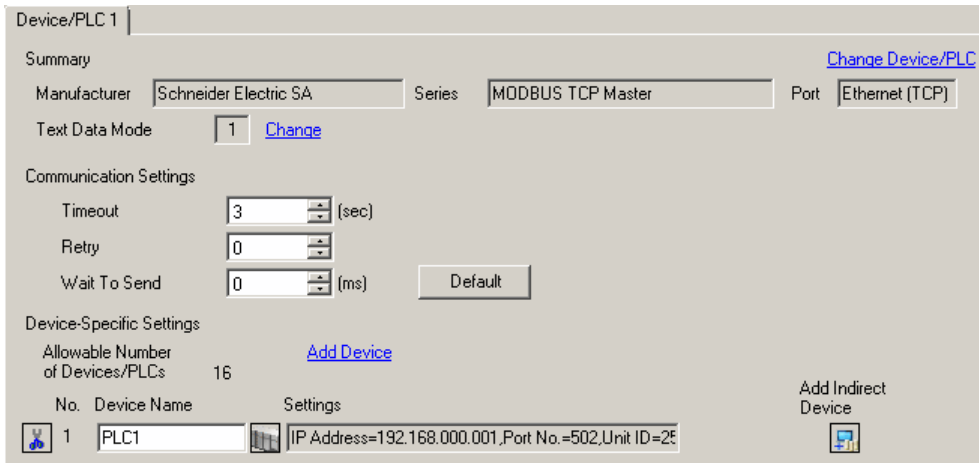 Device/PLC 1
Summary Change Device/PLC
Manufacturer Schneider Electric SA Series MODBUS TCP Master Port Ethernet (TCP)
Text Data Mode 1 Change
Communication Settings
Timeout 3 (sec)
Retry 0
Wait To Send 0 (ms) Default
Device-Specific Settings
Allowable Number
of Devices/PLCs 16 Add Device
Add Indirect
Device
No. Device Name Settings
1 PLC1 IP Address=192.168.000.001,Port No.=502,Unit ID=25